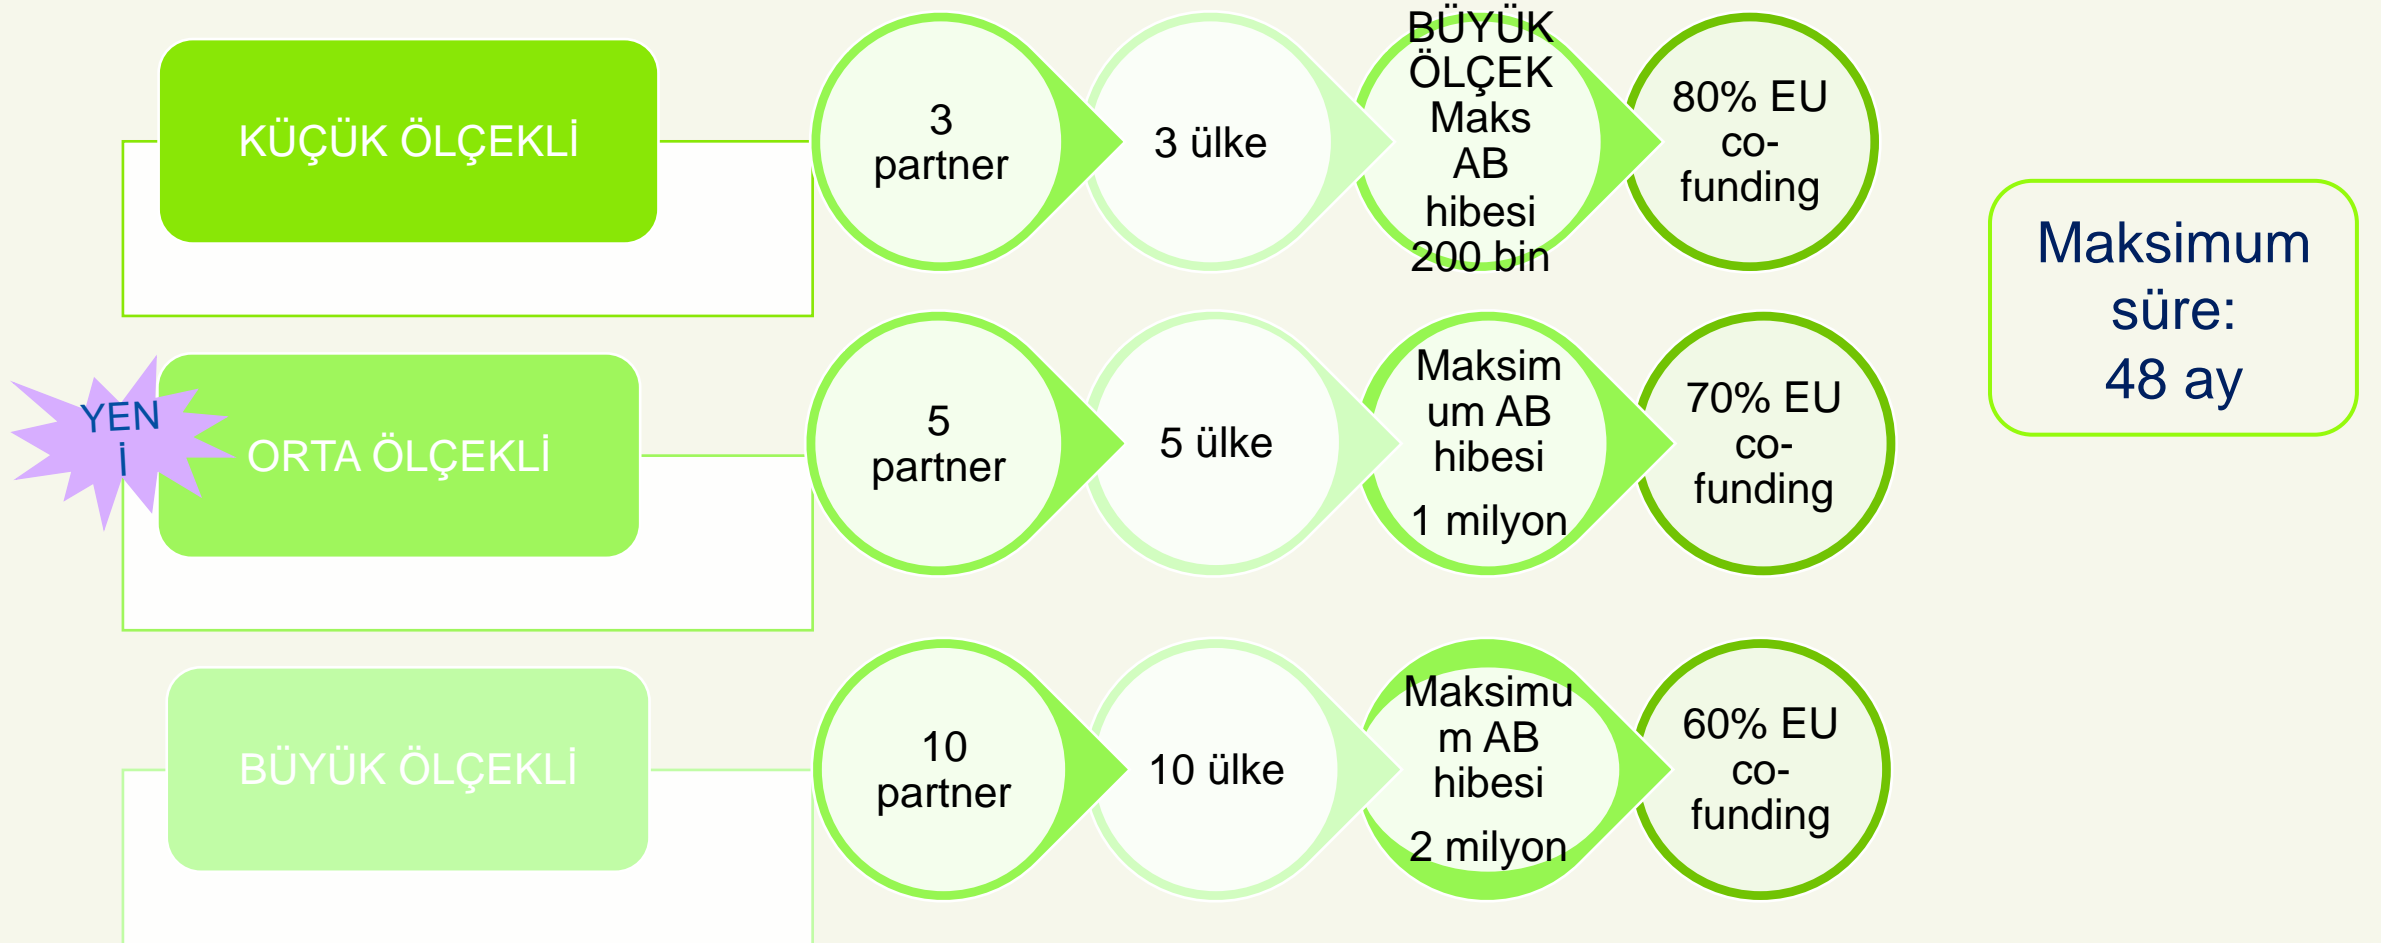 KÜÇÜK ÖLÇEKLİ
3
partner
3 ülke
BÜYÜK
ÖLÇEK
Maks
AB
hibesi
200 bin
80% EU
co-
funding
Maksimum
süre:
48 ay
YEN
İ
ORTA ÖLÇEKLİ
5
partner
5 ülke
Maksim
um AB
hibesi
1 milyon
70% EU
co-
funding
BÜYÜK ÖLÇEKLİ
10
partner
10 ülke
Maksimu
m AB
hibesi
2 milyon
60% EU
co-
funding